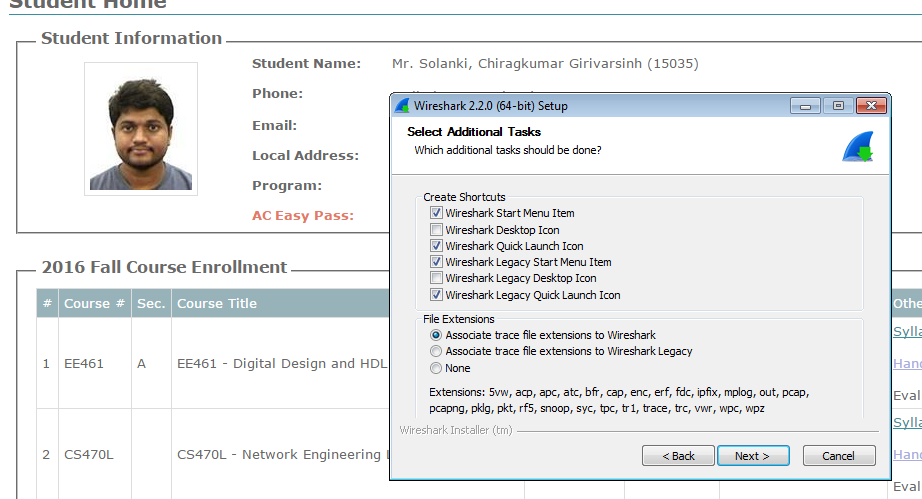 Student Home
Student Information
Student Name: Mr. Solanki, Chiragkumar Girivarsinh (15035)
Phone:
Email:
Local Address:
Program:
AC Easy Pass:
2016 Fall Course Enrollment
# Course # Sec. Course Title
1 EE461 A EE461 - Digital Design and HDL
2 CS470L CS470L - Network Engineering
Wireshark 2.2.0 (64-bit) Setup
Select Additional Tasks
Which additional tasks should be done?
Create Shortcuts
Wireshark Start Menu Item
Wireshark Desktop Icon
Wireshark Quick Launch Icon
Wireshark Legacy Start Menu Item
Wireshark Legacy Desktop Icon
Wireshark Legacy Quick Launch Icon
File Extensions
Associate trace file extensions to Wireshark
Associate trace file extensions to Wireshark Legacy
None
Extensions: 5vw, acp, apc, atc, bfr, cap, enc, erf, fdc, ipfix, mplog, out, pcap,
pcapng, pklg, pkt, rf5, snoop, syc, tpc, tr1, trace, trc, vwr, wpc, wpz
Wireshark Installer (tm)
< Back Next > Cancel
Othe
Sylla
Hand
Eval
Sylla
Hand
Eval